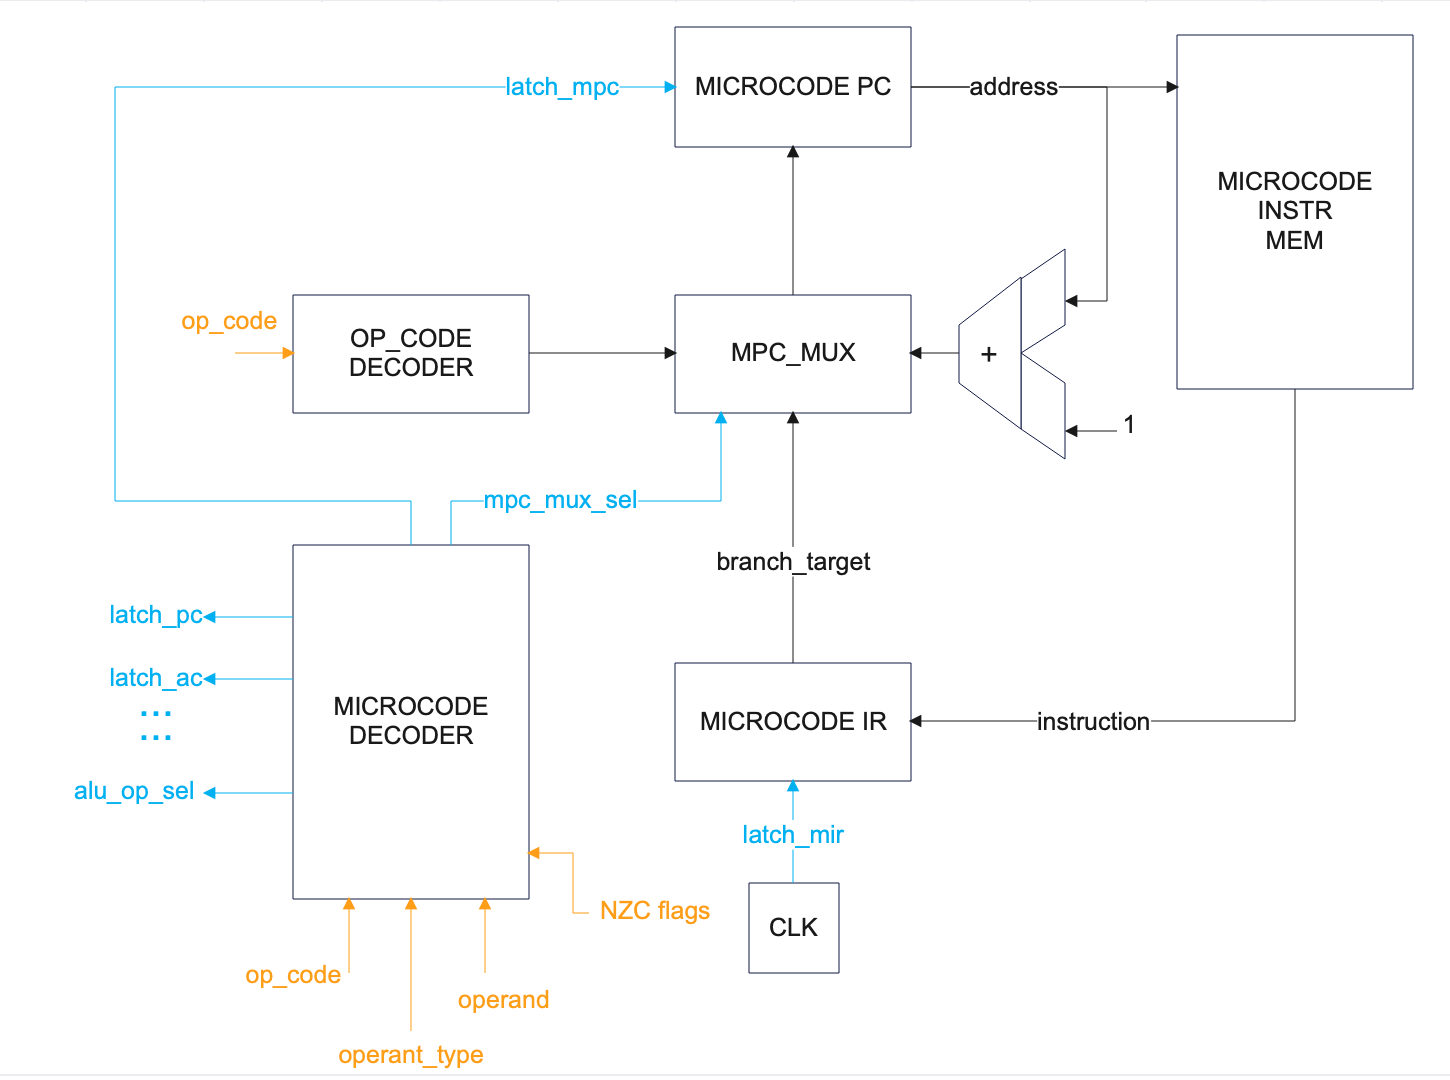 latch_mpc
MICROCODE PC
address
MICROCODE
INSTR
MEM
op_code
OP_CODE
DECODER
MPC_MUX
+
1
mpc_mux_sel
branch_target
latch_pc
latch_ac
...
...
alu_op_sel
MICROCODE
DECODER
MICROCODE IR
instruction
latch_mir
CLK
NZC flags
op_code
operand
operant_type